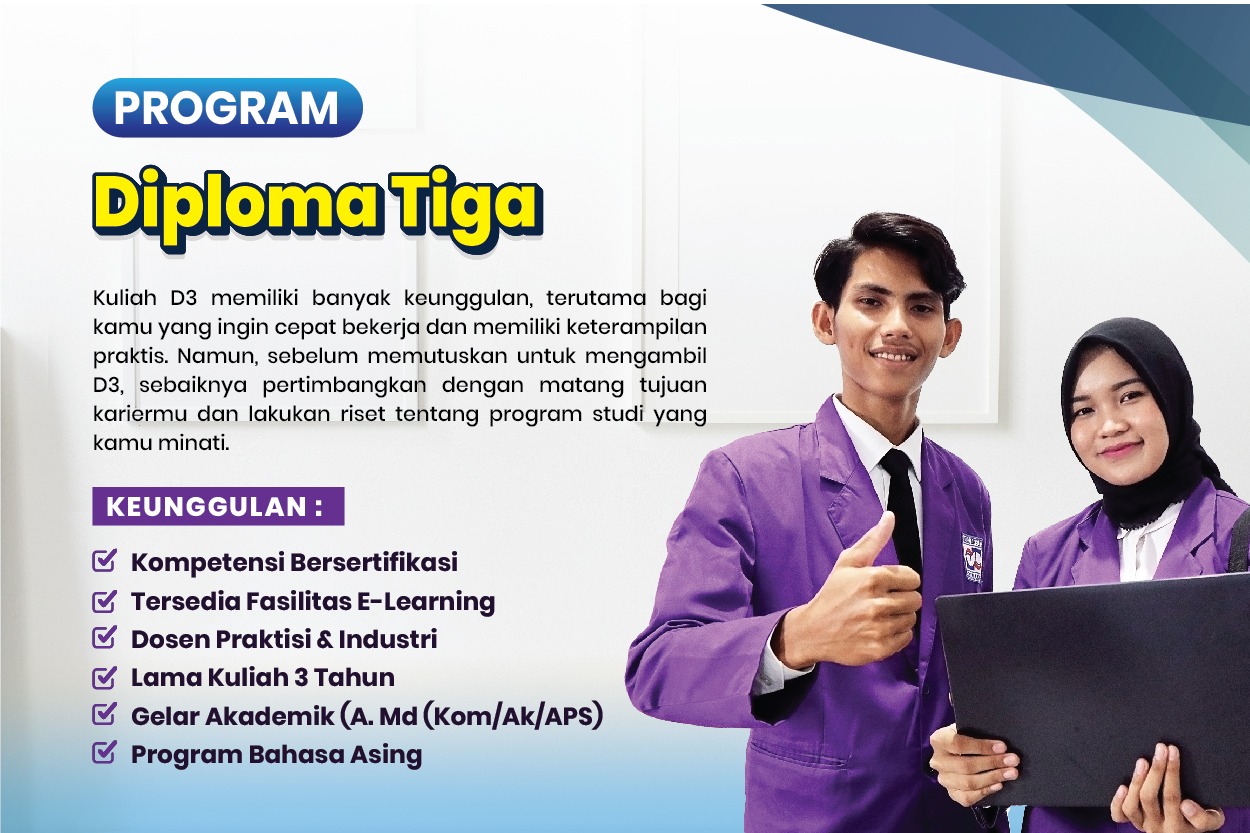 PROGRAM
Diploma Tiga
Kuliah D3 memiliki banyak keunggulan, terutama bagi
kamu yang ingin cepat bekerja dan memiliki keterampilan
praktis. Namun, sebelum memutuskan untuk mengambil
D3, sebaiknya pertimbangkan dengan matang tujuan
kariermu dan lakukan riset tentang program studi yang
kamu minati.
KEUNGGULAN :
Kompetensi Bersertifikasi
Tersedia Fasilitas E-Learning
Dosen Praktisi & Industri
Lama Kuliah 3 Tahun
Gelar Akademik (A. Md (Kom/Ak/APS)
Program Bahasa Asing